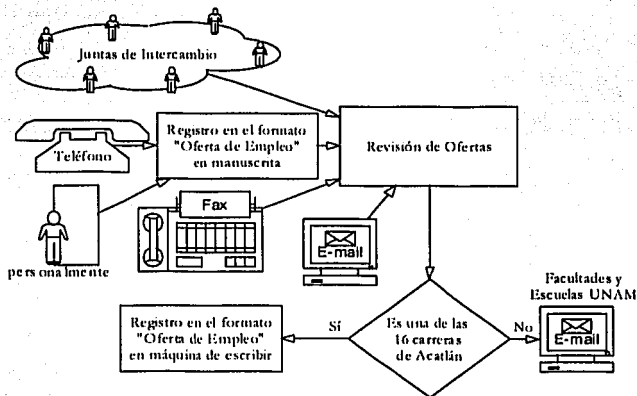 Juntas de Intercambio
Teléfono
Registro en el formato
"Oferta de Empleo"
en manuscrita
Revisión de Ofertas
personalmente
Fax
E-mail
Facultades y
Escuelas UNAM
Registro en el formato
"Oferta de Empleo"
en máquina de escribir
Sí
Es una de las
16 carreras
de Acatlán
No
E-mail